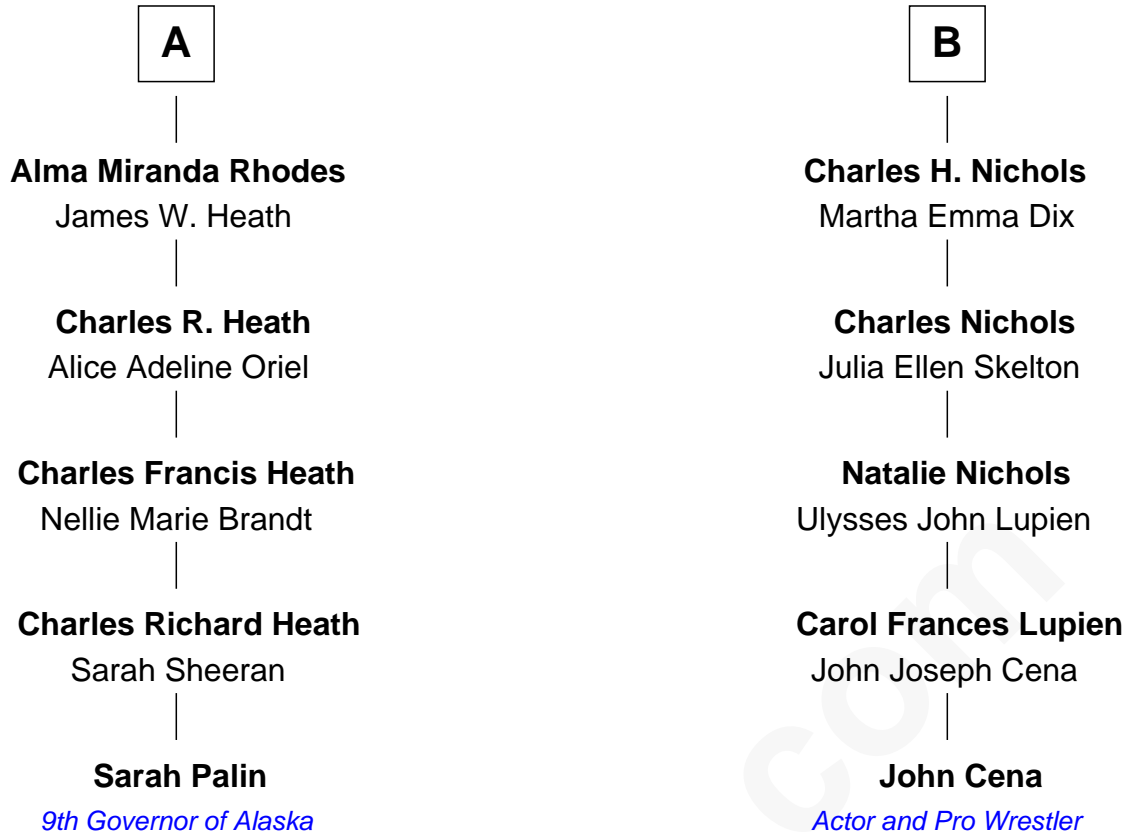 A
Alma Miranda Rhodes
James W. Heath
Charles R. Heath
Alice Adeline Oriel
Charles Francis Heath
Nellie Marie Brandt
Charles Richard Heath
Sarah Sheeran
Sarah Palin
9th Governor of Alaska
B
Charles H. Nichols
Martha Emma Dix
Charles Nichols
Julia Ellen Skelton
Natalie Nichols
Ulysses John Lupien
Carol Frances Lupien
John Joseph Cena
John Cena
Actor and Pro Wrestler
com